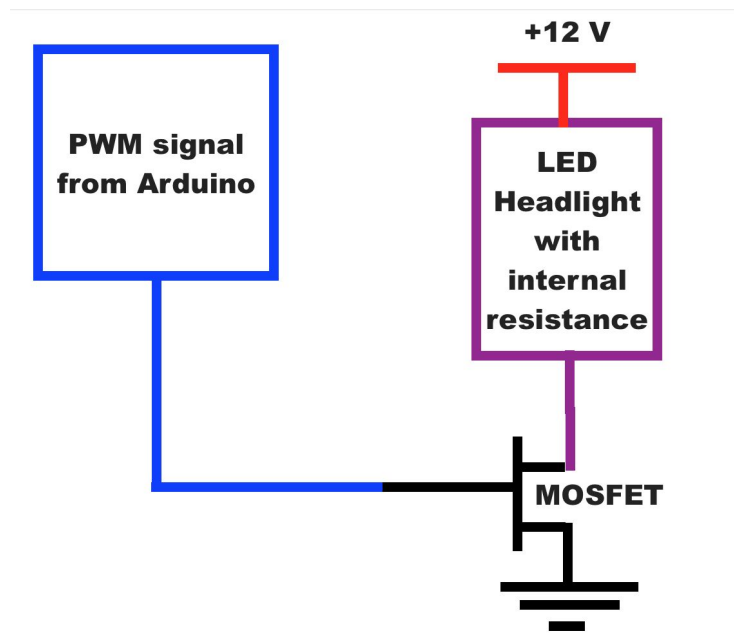 +12 V
PWM signal
from Arduino
LED
Headlight
with
internal
resistance
MOSFET